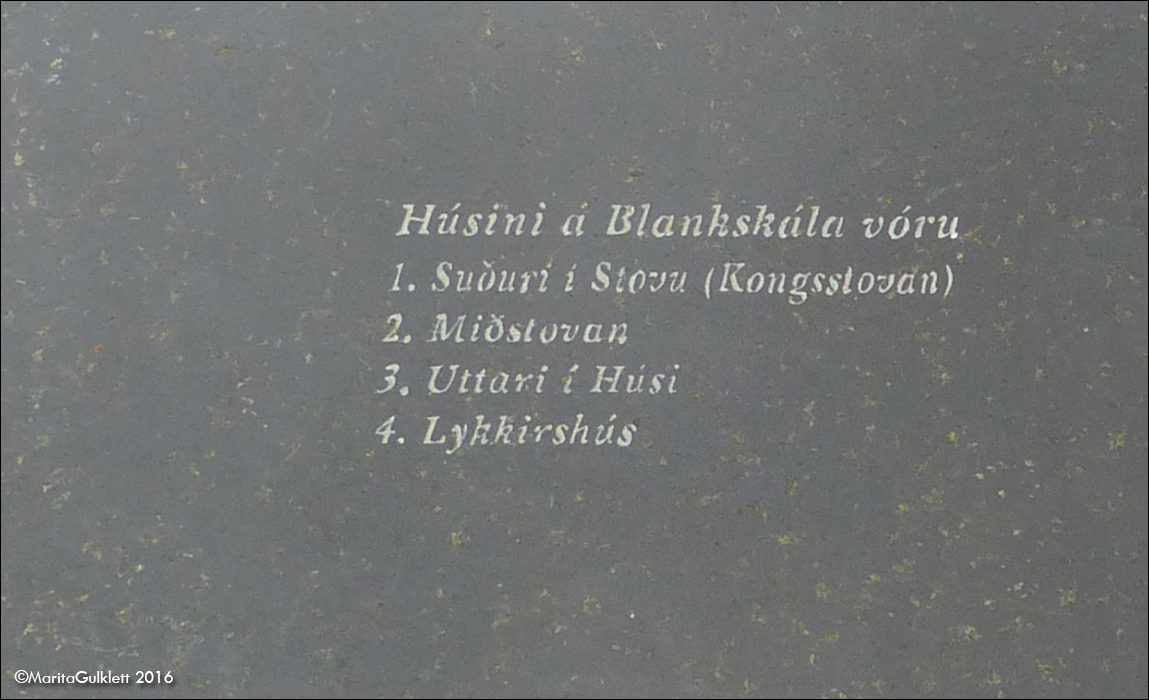 Húsini á Blankskála vóru
1. Suðuri í Stovu (Kongsstovan)
2. Miðstovan
3. Uttari í Húsi
4. Lykkirshús
©MaritaGulklett 2016